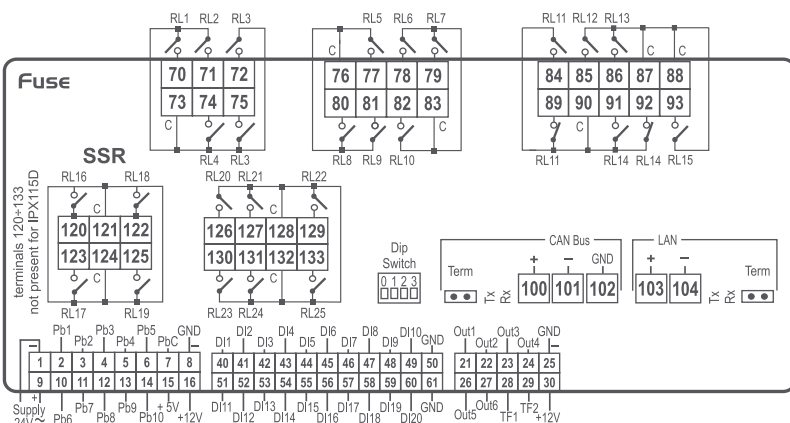 RL1 RL2 RL3 RL5 RL6 RL7 RL11 RL12 RL13
C C C C
Fuse
70 71 72 76 77 78 79 84 85 86 87 88
73 74 75 80 81 82 83 89 90 91 92 93
C C C
RL4 RL3 RL8 RL9 RL10 RL11 RL14 RL14 RL15
SSR
terminals 120÷133
not present for IPX115D
RL16 RL18 RL20 RL21 RL22
C C
120 121 122 126 127 128 129
123 124 125 130 131 132 133
C C
RL17 RL19 RL23 RL24 RL25
Dip
Switch
0 1 2 3
CAN Bus LAN
Term + − GND + − Term
Tx Rx 100 101 102 103 104 Tx Rx
Pb1 Pb3 Pb5 GND DI2 DI4 DI6 DI8 DI10 Out1 Out3 GND
− Pb2 Pb4 PbC − DI1 DI3 DI5 DI7 DI9 GND Out2 Out4 −
1 2 3 4 5 6 7 8 40 41 42 43 44 45 46 47 48 49 50 21 22 23 24 25
9 10 11 12 13 14 15 16 51 52 53 54 55 56 57 58 59 60 61 26 27 28 29 30
+ Pb7 Pb9 + 5V DI11 DI13 DI15 DI17 DI19 GND Out6 TF2
Supply Pb6 Pb8 Pb10 +12V DI12 DI14 DI16 DI18 DI20 Out5 TF1 +12V
24V ~